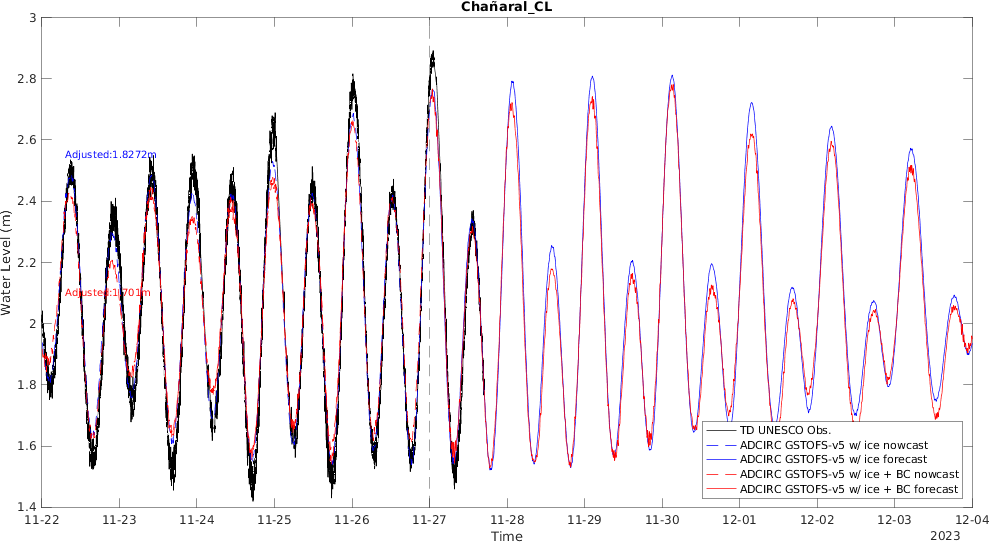 Chañaral_CL
3
2.8
2.6
2.4
2.2
2
1.8
1.6
1.4
Water Level (m)
Adjusted:1.8272m
Adjusted:1.701m
TD UNESCO Obs.
ADCIRC GSTOFS-v5 w/ ice nowcast
ADCIRC GSTOFS-v5 w/ ice forecast
ADCIRC GSTOFS-v5 w/ ice + BC nowcast
ADCIRC GSTOFS-v5 w/ ice + BC forecast
11-22 11-23 11-24 11-25 11-26 11-27 11-28 11-29 11-30 12-01 12-02 12-03 12-04
Time
2023